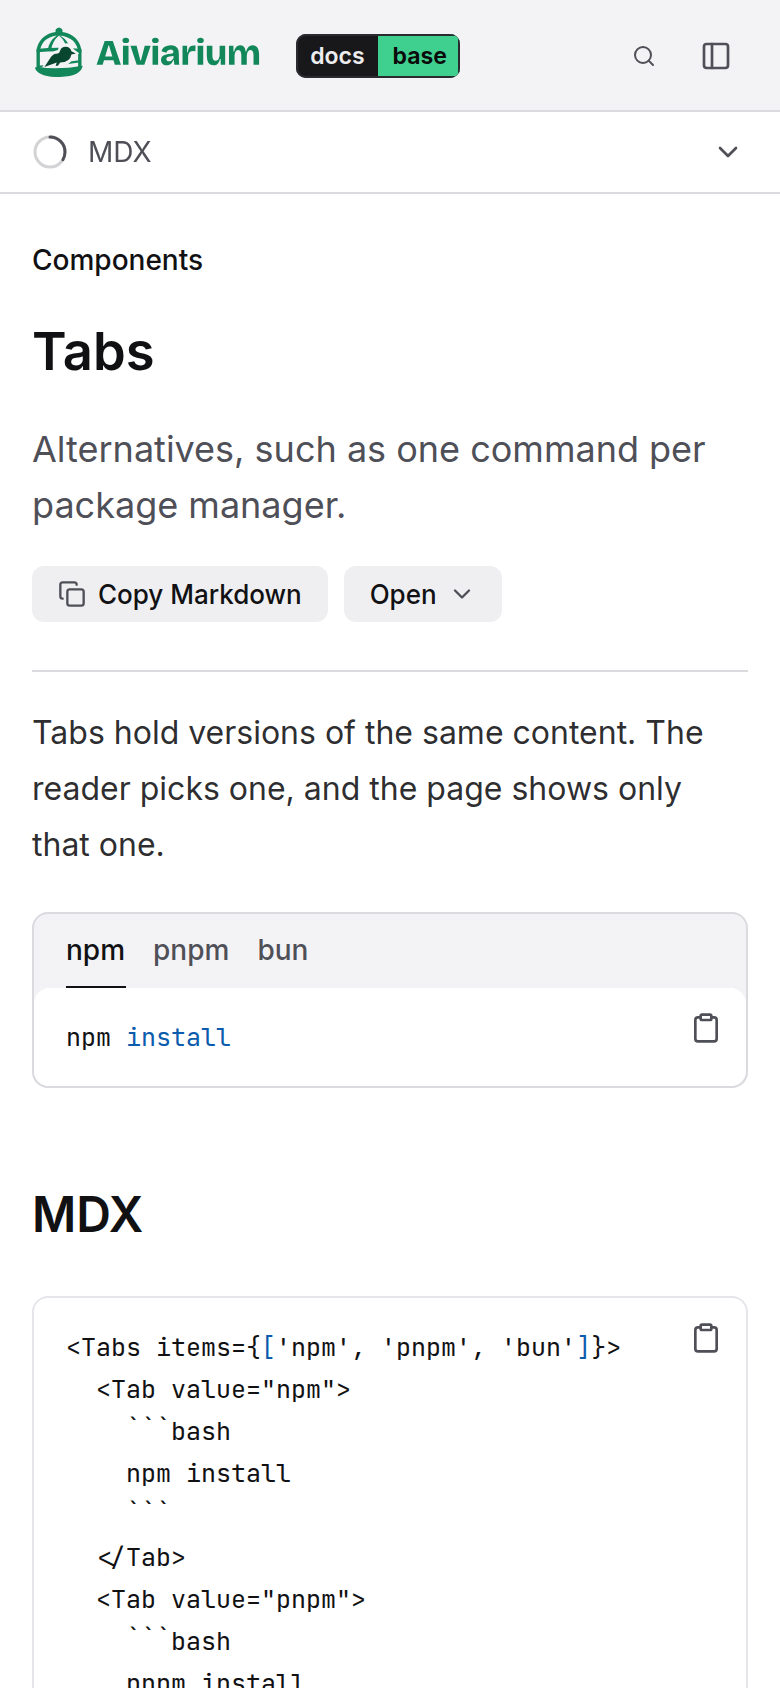 Aiviarium docs base
MDX
Components
Tabs
Alternatives, such as one command per
package manager.
Copy Markdown Open
Tabs hold versions of the same content. The
reader picks one, and the page shows only
that one.
npm pnpm bun
npm install
MDX
<Tabs items={['npm', 'pnpm', 'bun']}>
  <Tab value="npm">
    ```bash
    npm install
    ```
  </Tab>
  <Tab value="pnpm">
    ```bash
    pnpm install